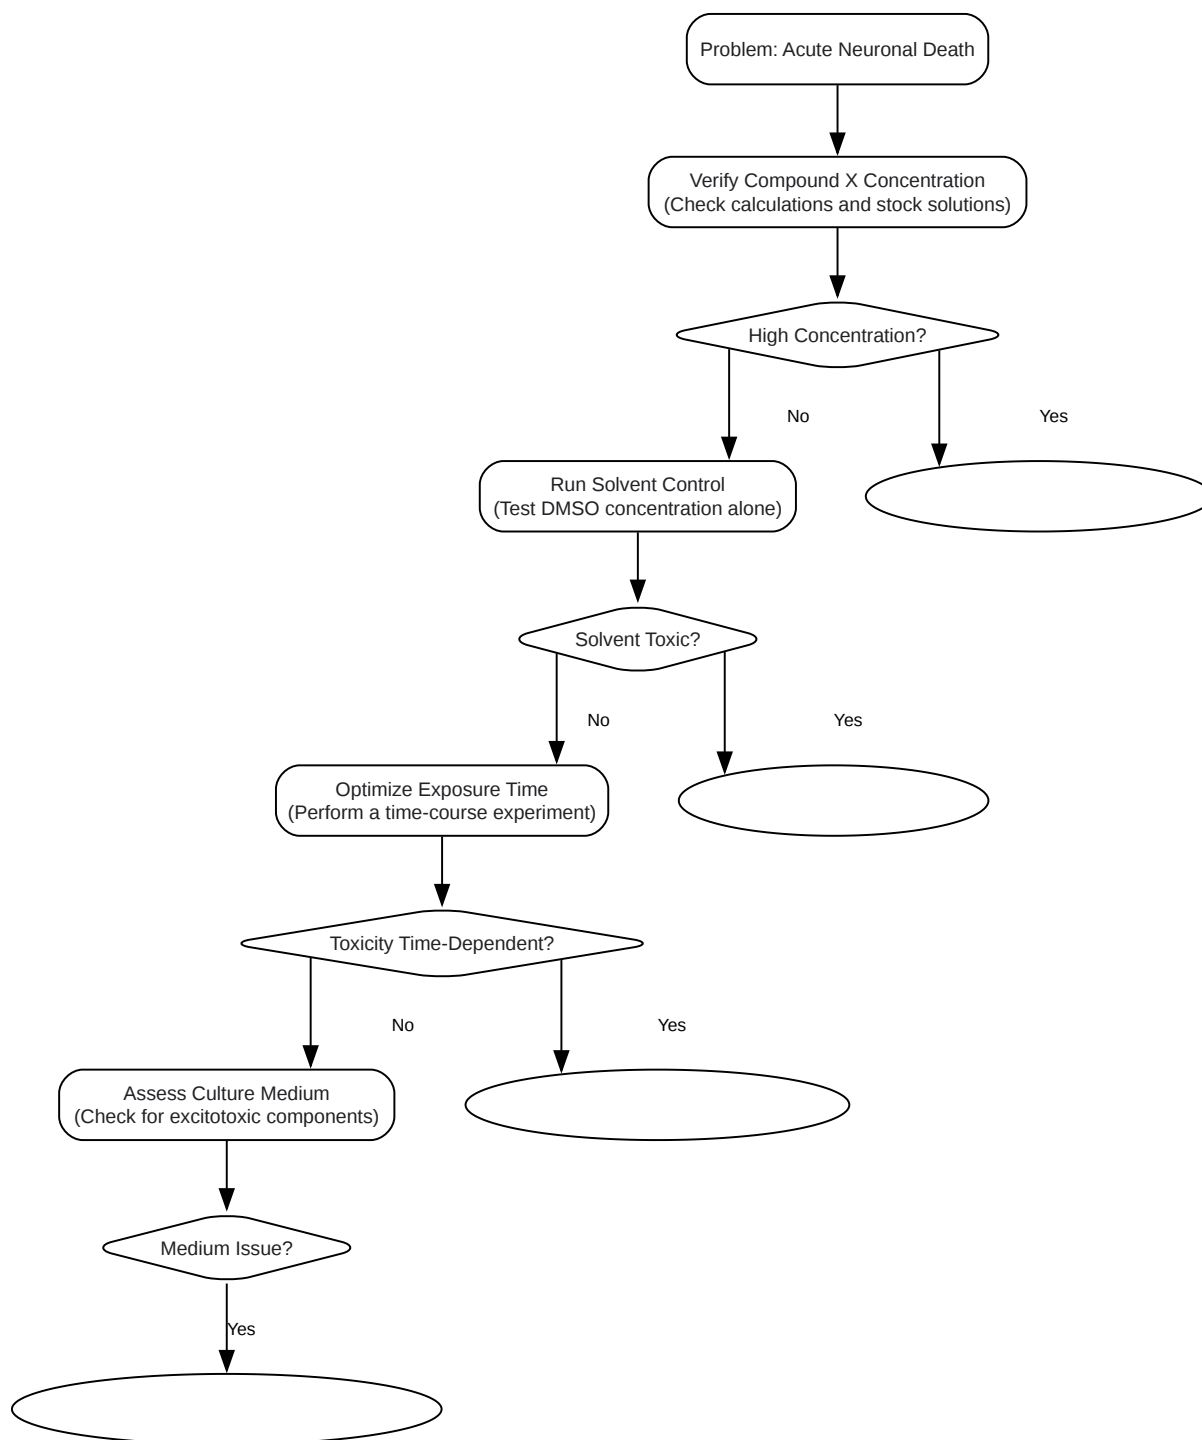 Problem: Acute Neuronal Death
Verify Compound X Concentration
(Check calculations and stock solutions)
High Concentration?
No
Yes
Run Solvent Control
(Test DMSO concentration alone)
Solvent Toxic?
No
Yes
Optimize Exposure Time
(Perform a time-course experiment)
Toxicity Time-Dependent?
No
Yes
Assess Culture Medium
(Check for excitotoxic components)
Medium Issue?
Yes